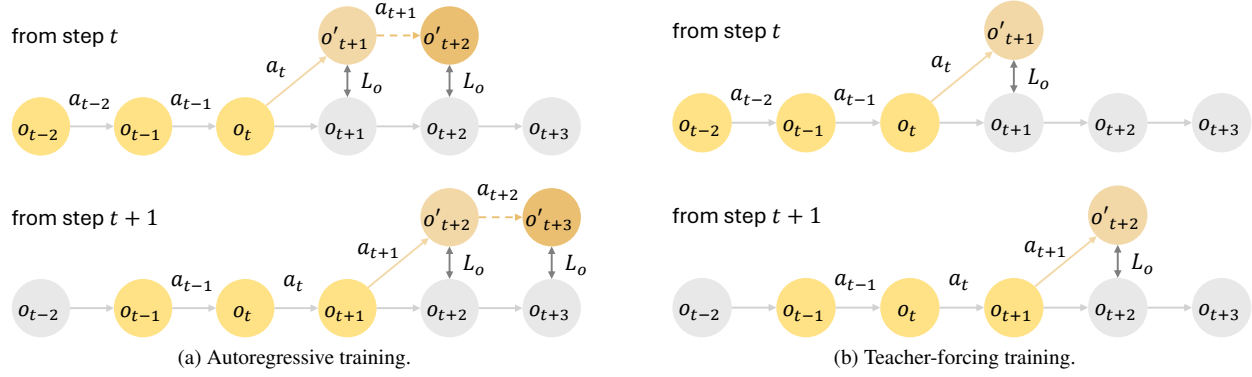 from step t
a_{t+1}
o'_{t+1} o'_{t+2}
a_t
L_o L_o
a_{t−2} a_{t−1}
o_{t−2} o_{t−1} o_t o_{t+1} o_{t+2} o_{t+3}
from step t + 1
a_{t+2}
o'_{t+2} o'_{t+3}
a_{t+1}
L_o L_o
a_{t−1} a_t
o_{t−2} o_{t−1} o_t o_{t+1} o_{t+2} o_{t+3}
(a) Autoregressive training.
from step t
o'_{t+1}
a_t
L_o
a_{t−2} a_{t−1}
o_{t−2} o_{t−1} o_t o_{t+1} o_{t+2} o_{t+3}
from step t + 1
o'_{t+2}
a_{t+1}
L_o
a_{t−1} a_t
o_{t−2} o_{t−1} o_t o_{t+1} o_{t+2} o_{t+3}
(b) Teacher-forcing training.